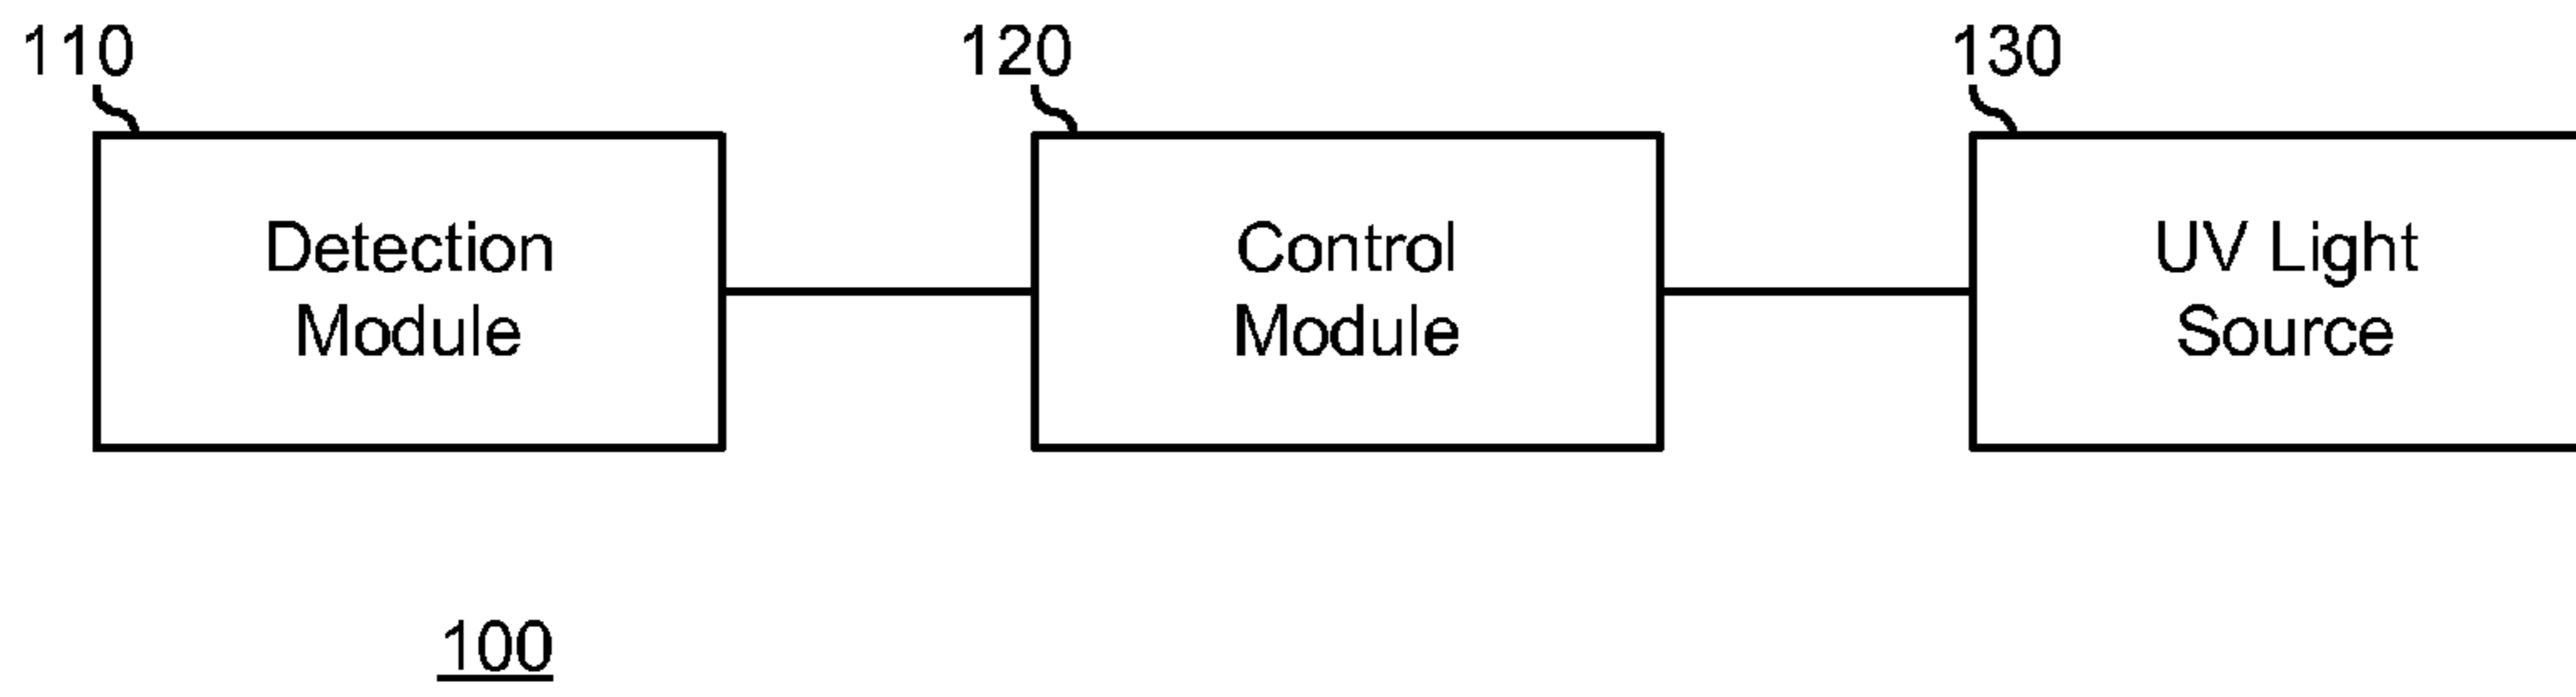 110
120
130
Detection
Module
Control
Module
UV Light
Source
100